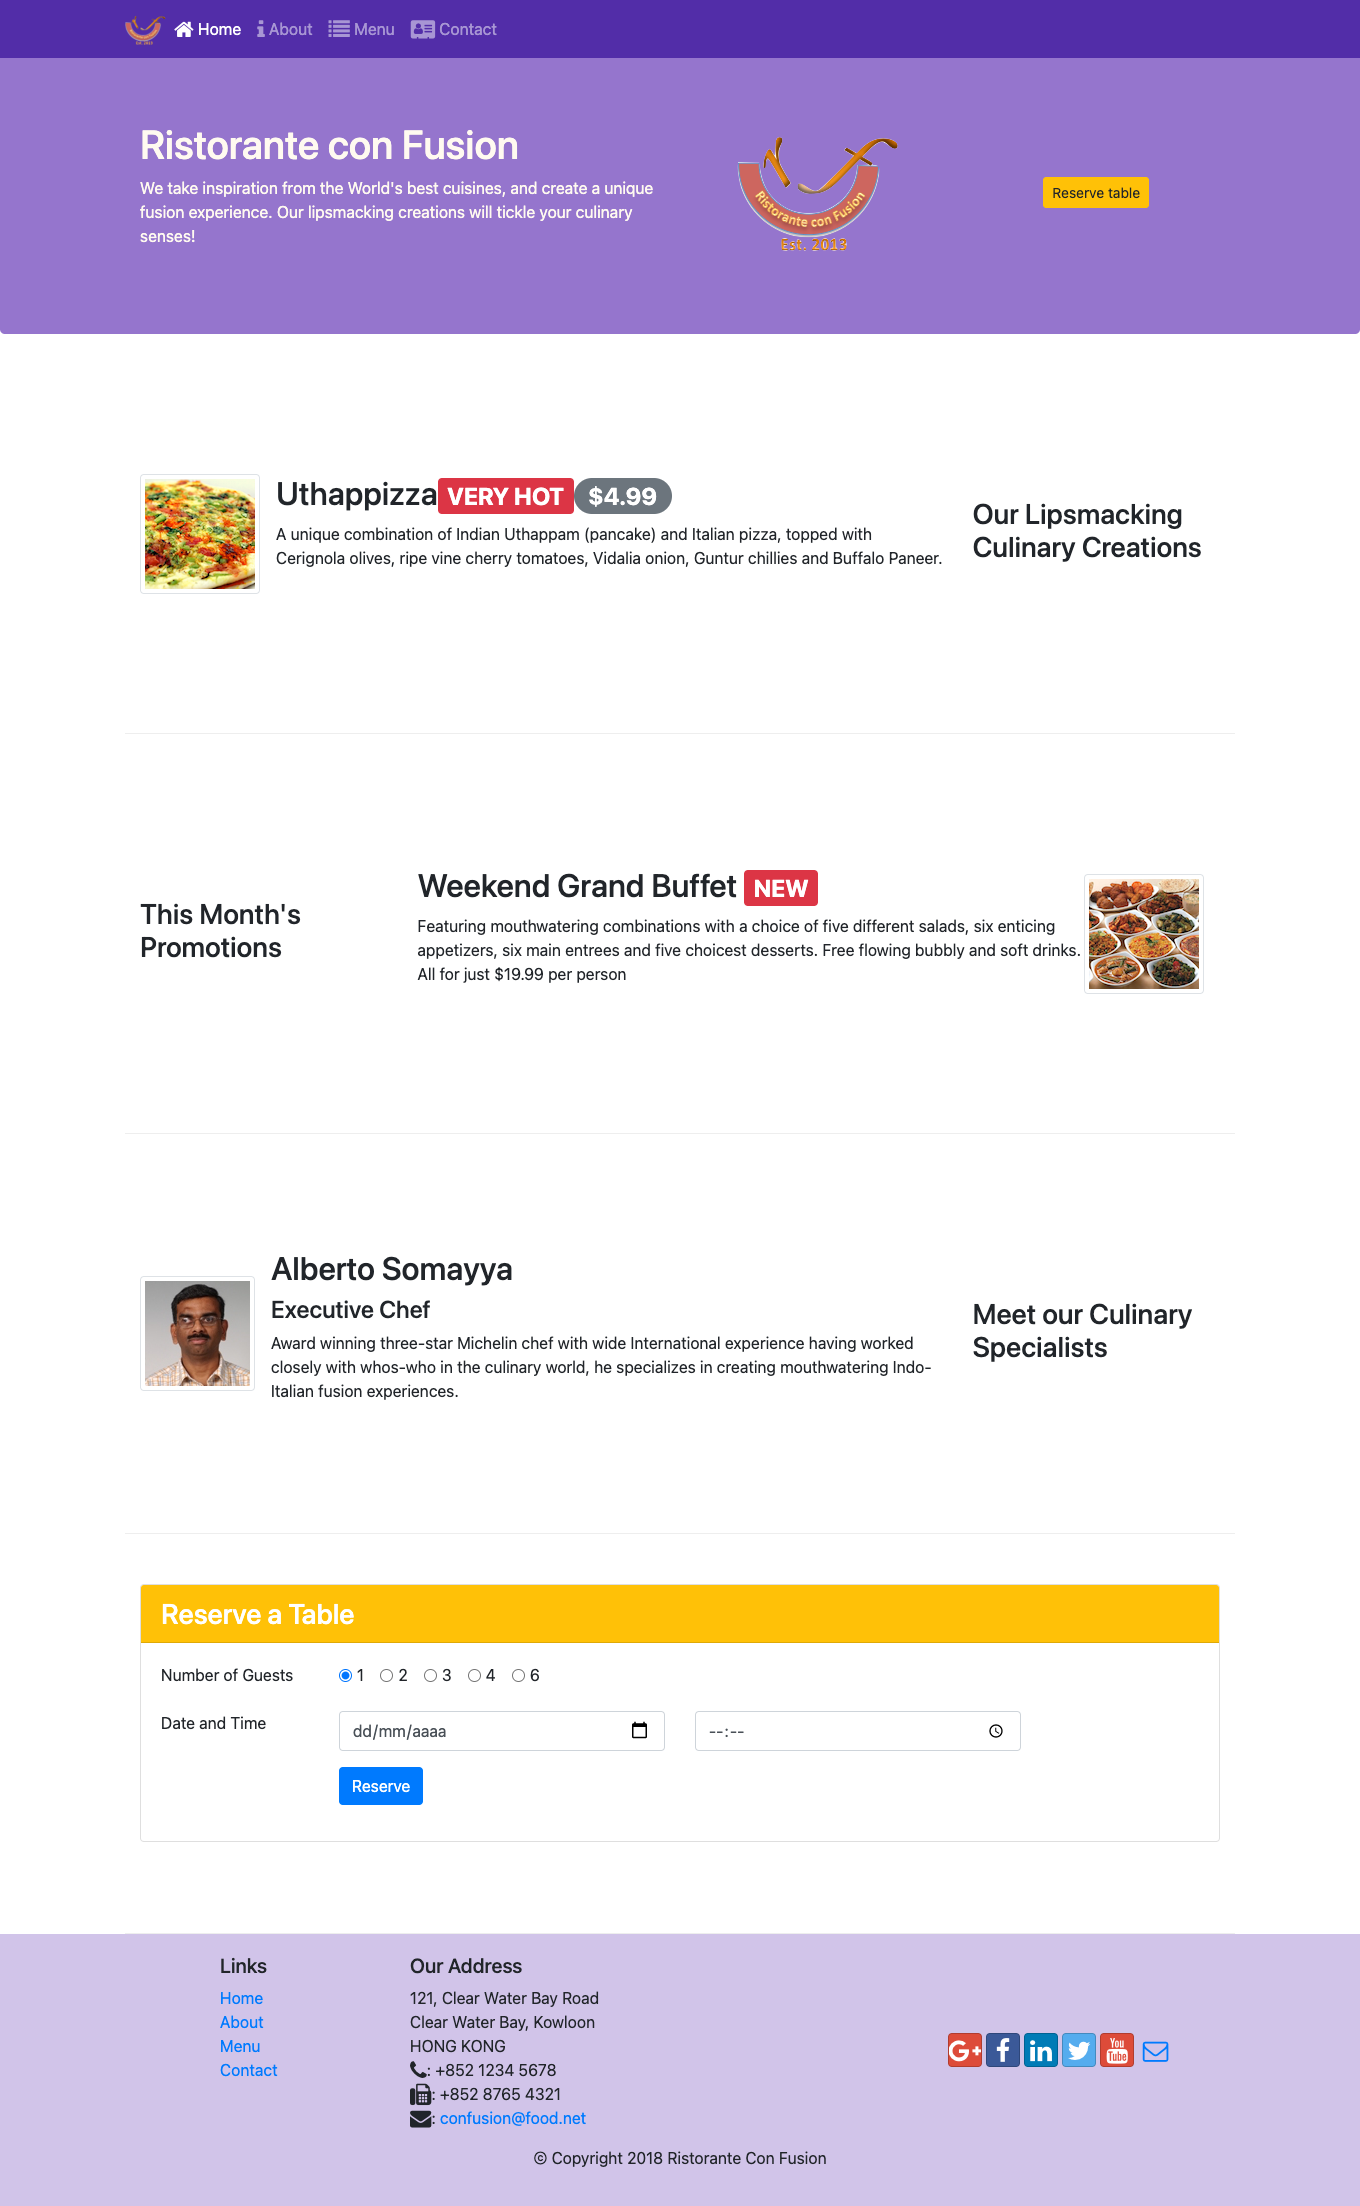 Home About Menu Contact
Ristorante con Fusion
We take inspiration from the World's best cuisines, and create a unique
fusion experience. Our lipsmacking creations will tickle your culinary
senses!
Ristorante con Fusion
Est. 2013
Reserve table
Uthappizza VERY HOT $4.99
A unique combination of Indian Uthappam (pancake) and Italian pizza, topped with
Cerignola olives, ripe vine cherry tomatoes, Vidalia onion, Guntur chillies and Buffalo Paneer.
Our Lipsmacking
Culinary Creations
This Month's
Promotions
Weekend Grand Buffet NEW
Featuring mouthwatering combinations with a choice of five different salads, six enticing
appetizers, six main entrees and five choicest desserts. Free flowing bubbly and soft drinks.
All for just $19.99 per person
Alberto Somayya
Executive Chef
Award winning three-star Michelin chef with wide International experience having worked
closely with whos-who in the culinary world, he specializes in creating mouthwatering Indo-
Italian fusion experiences.
Meet our Culinary
Specialists
Reserve a Table
Number of Guests 1 2 3 4 6
Date and Time dd/mm/aaaa --:--
Reserve
Links
Home
About
Menu
Contact
Our Address
121, Clear Water Bay Road
Clear Water Bay, Kowloon
HONG KONG
: +852 1234 5678
: +852 8765 4321
: confusion@food.net
G+ f in You Tube
© Copyright 2018 Ristorante Con Fusion